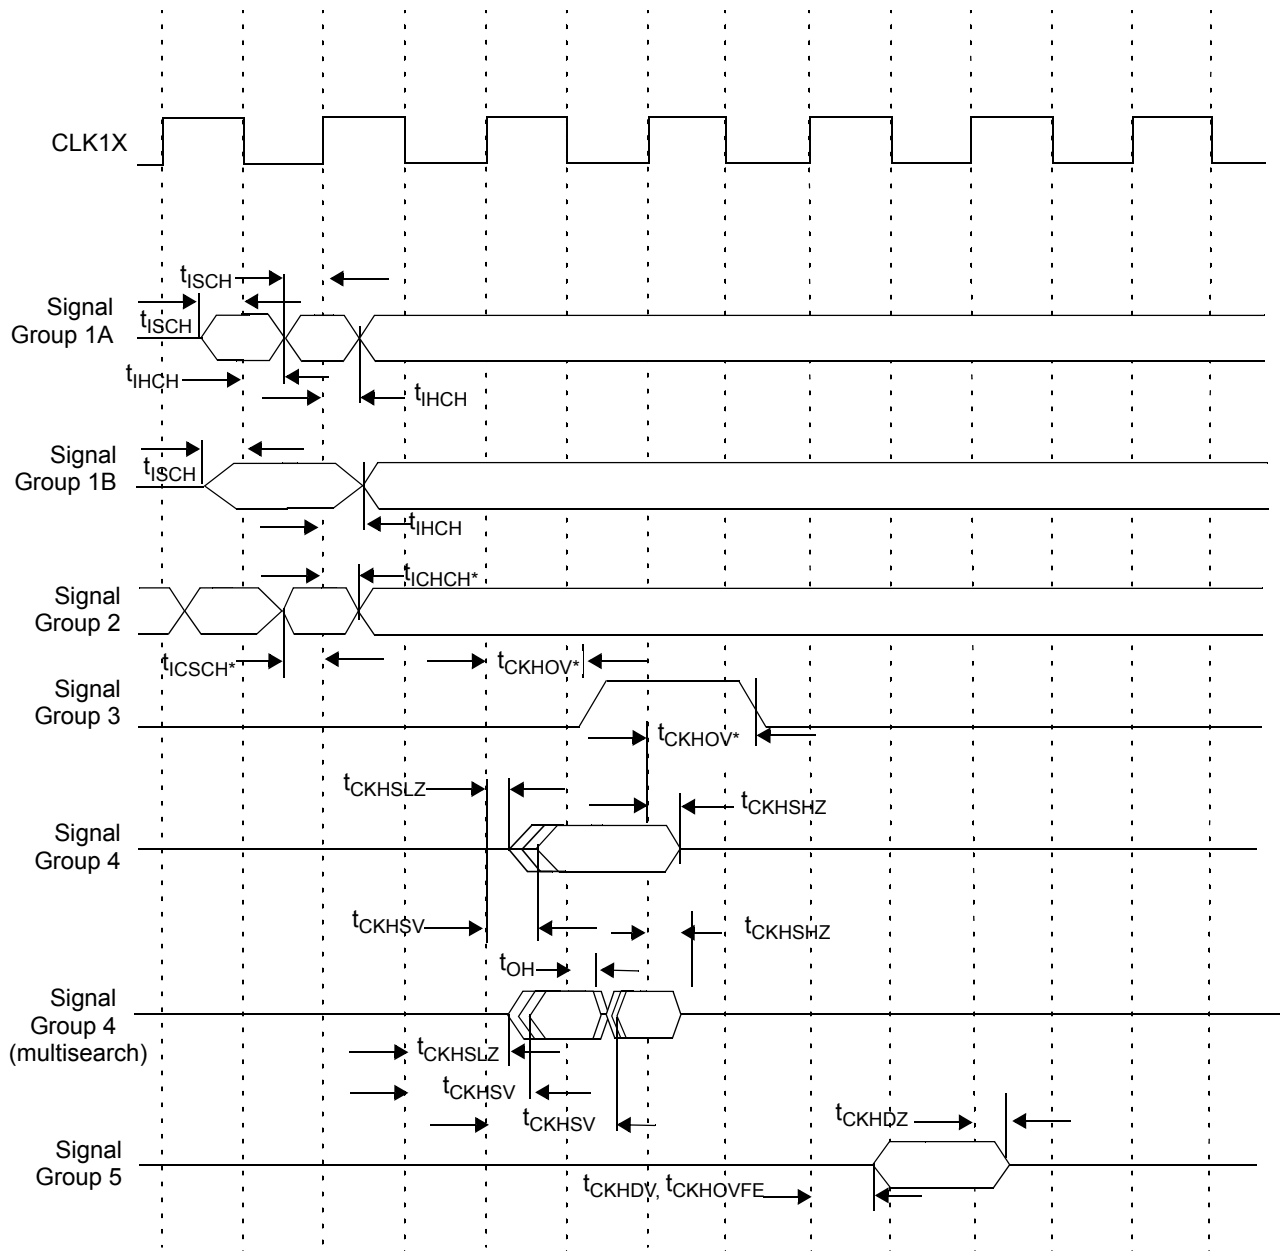 CLK1X
tISCH
Signal
Group 1A
tISCH
tIHCH
tIHCH
Signal
Group 1B
tISCH
tIHCH
tICHCH*
Signal
Group 2
tICSCH*
tCKHOV*
Signal
Group 3
tCKHOV*
tCKHSLZ
tCKHSHZ
Signal
Group 4
tCKHSV
tCKHSHZ
tOH
Signal
Group 4
(multisearch)
tCKHSLZ
tCKHSV
tCKHSV
tCKHDZ
Signal
Group 5
tCKHDV, tCKHOVFE